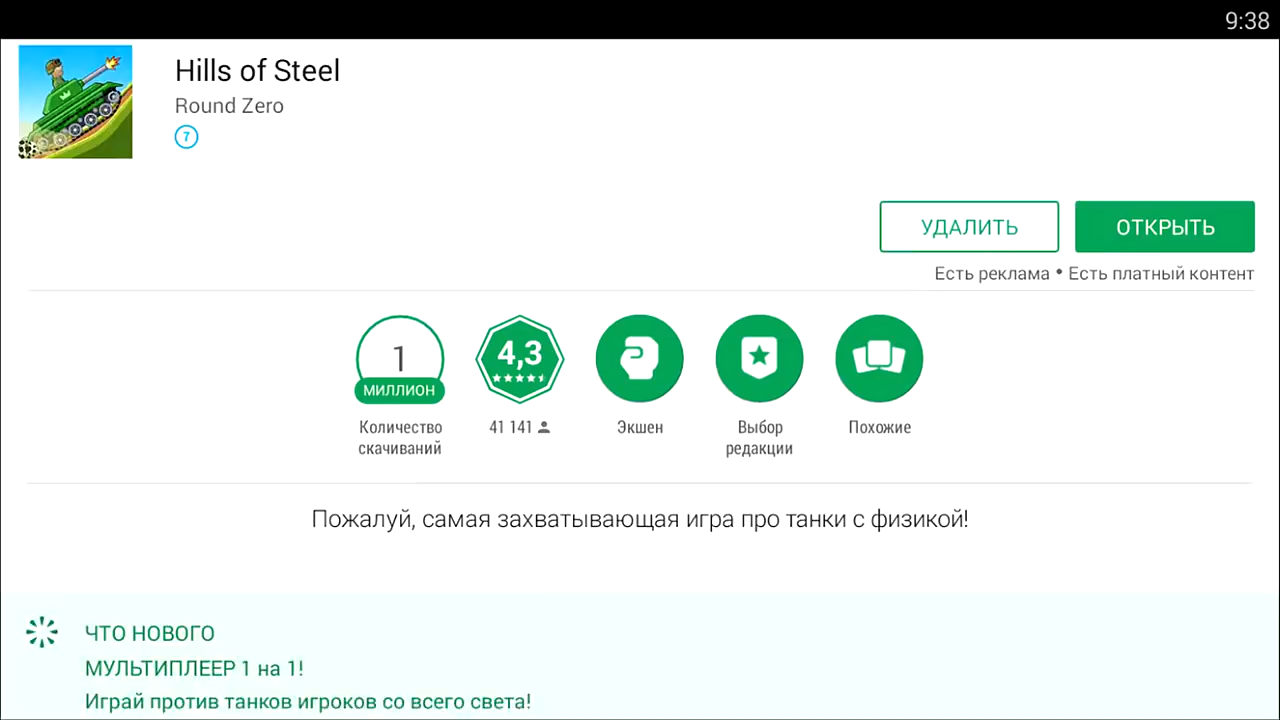 9:38
Hills of Steel
Round Zero
7
УДАЛИТЬ
ОТКРЫТЬ
Есть реклама • Есть платный контент
1
МИЛЛИОН
4,3
Количество
скачиваний
41 141
Экшен
Выбор
редакции
Похожие
Пожалуй, самая захватывающая игра про танки с физикой!
ЧТО НОВОГО
МУЛЬТИПЛЕЕР 1 на 1!
Играй против танков игроков со всего света!